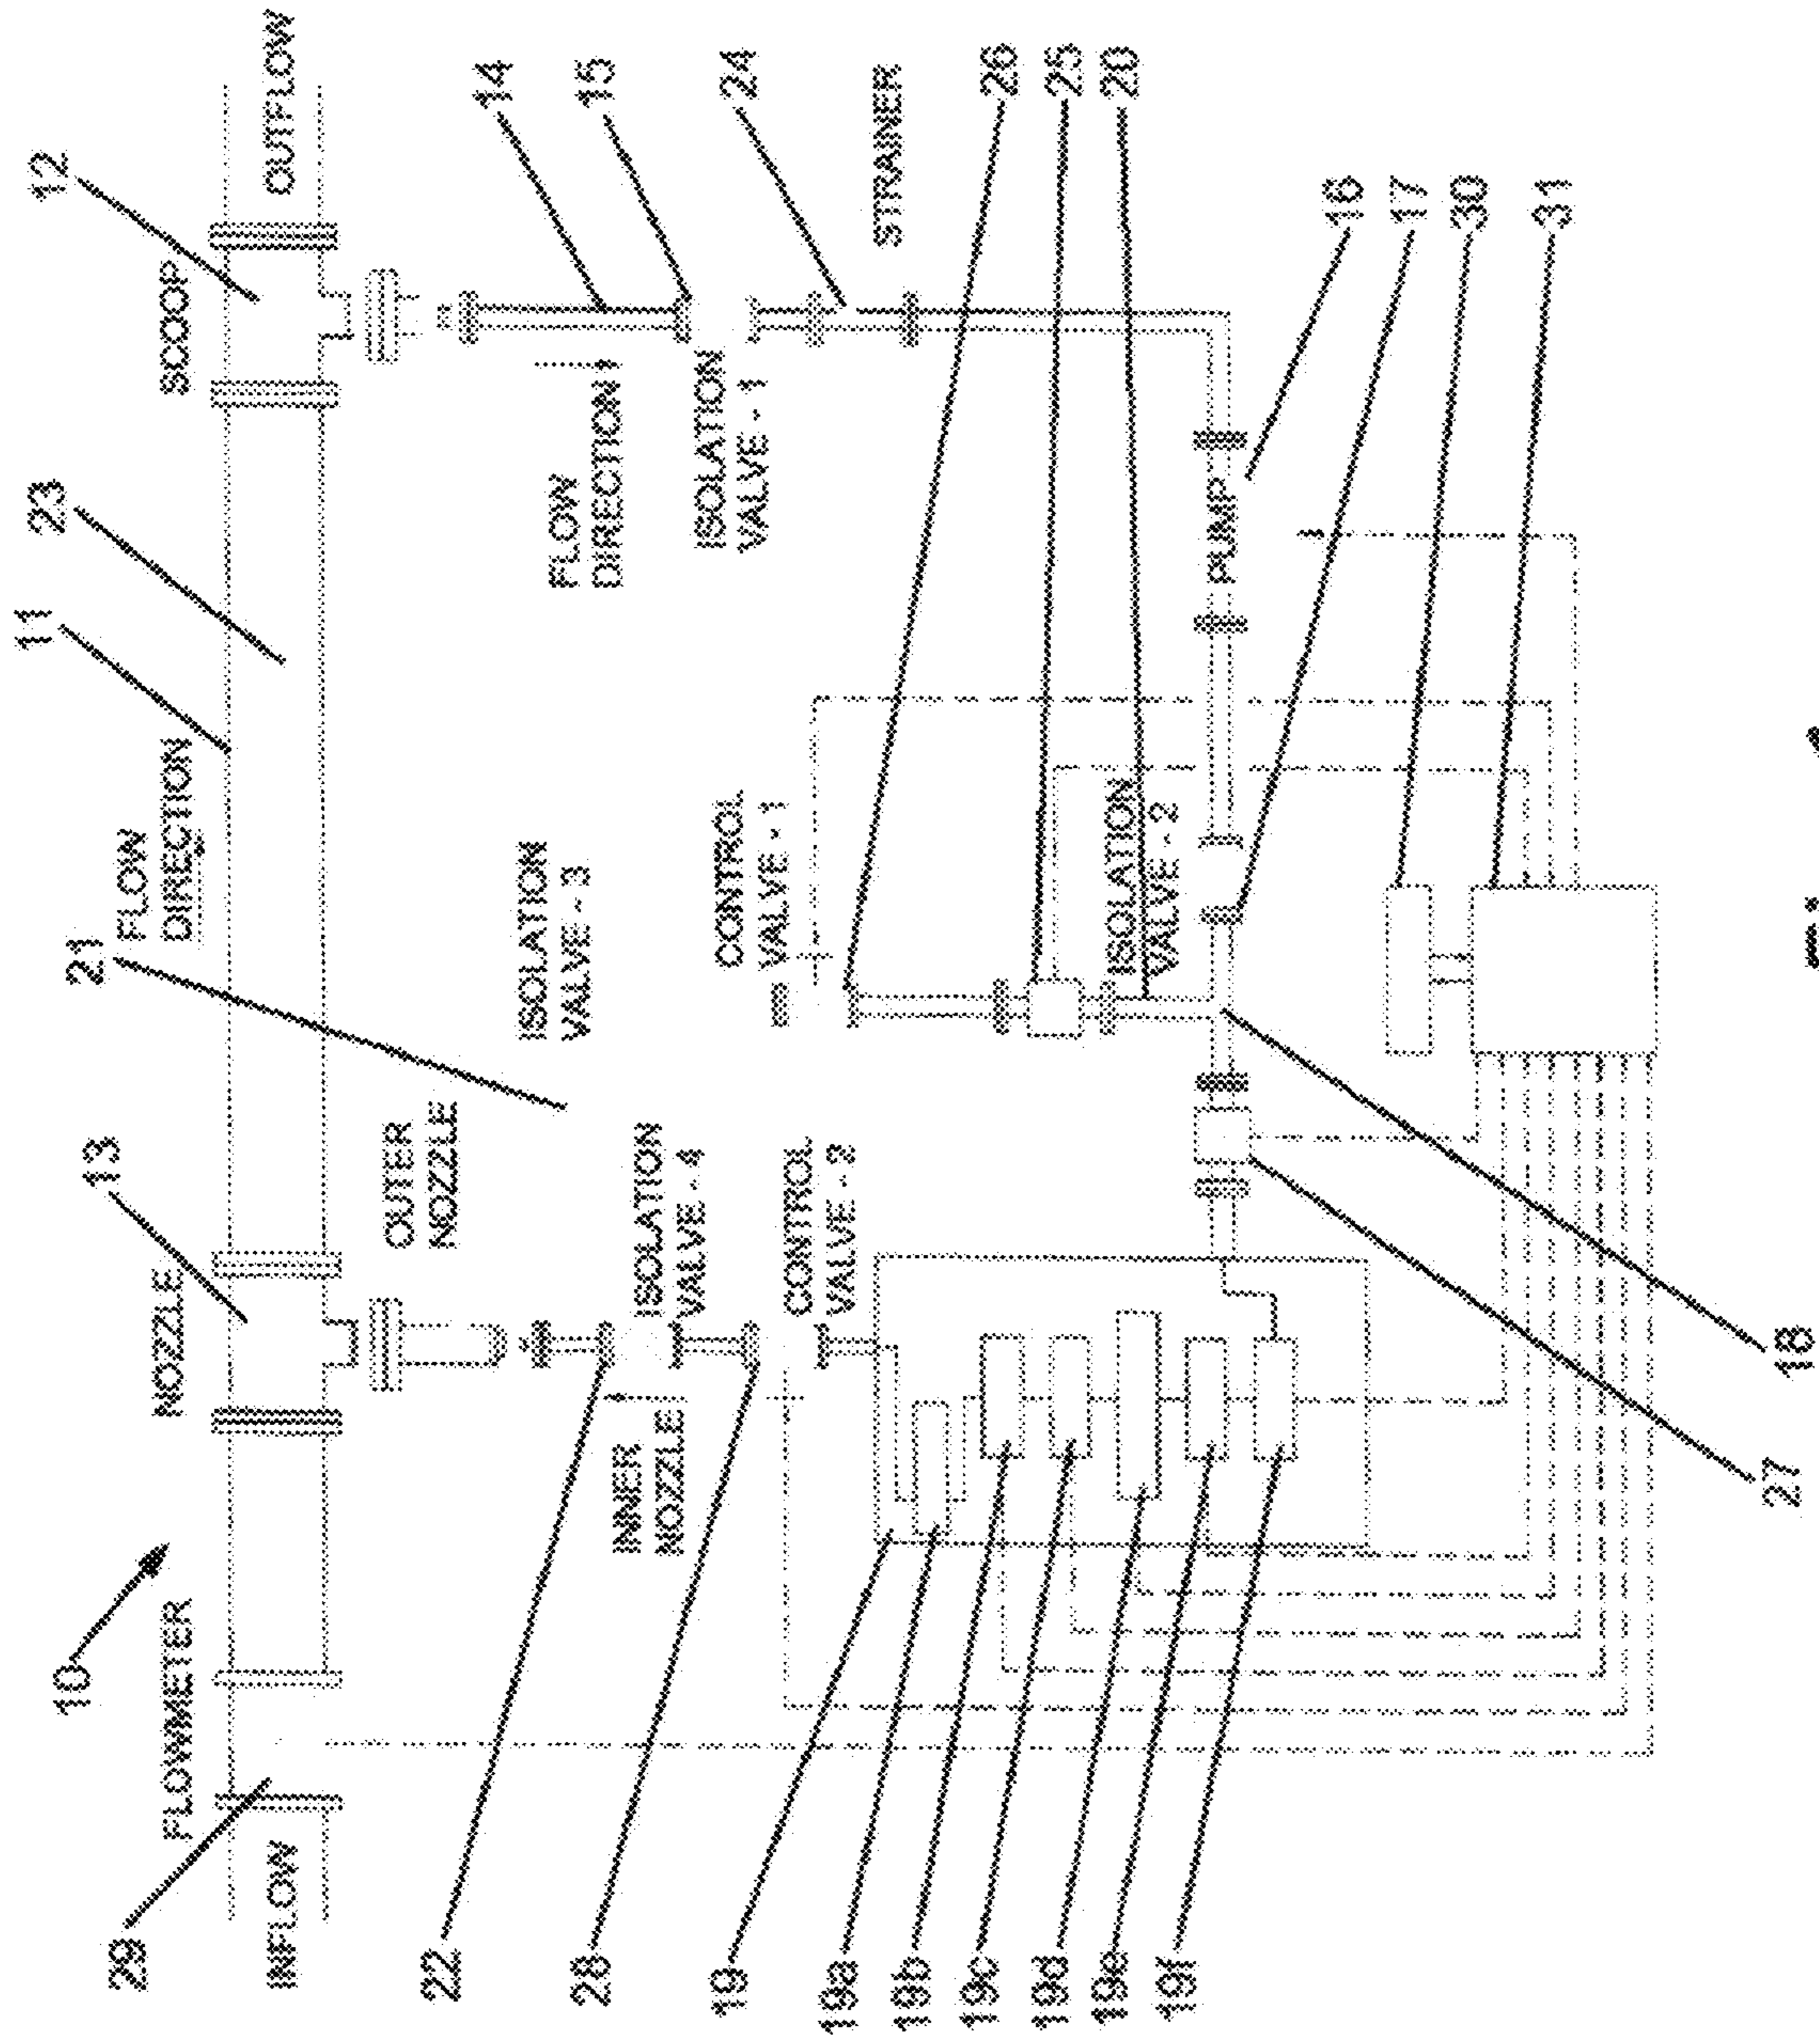 10
29
FLOWMETER
INFLOW
13
NOZZLE
21
FLOW
DIRECTION
11
23
12
SCOOP
OUTFLOW
OUTER
NOZZLE
ISOLATION
VALVE - 3
FLOW
DIRECTION
14
15
24
ISOLATION
VALVE - 1
STRAINER
22
28
INNER
NOZZLE
ISOLATION
VALVE - 4
CONTROL
VALVE - 2
CONTROL
VALVE - 1
26
25
20
ISOLATION
VALVE - 2
PUMP
16
17
30
31
19
19a
19b
19c
19d
19e
19f
27
18